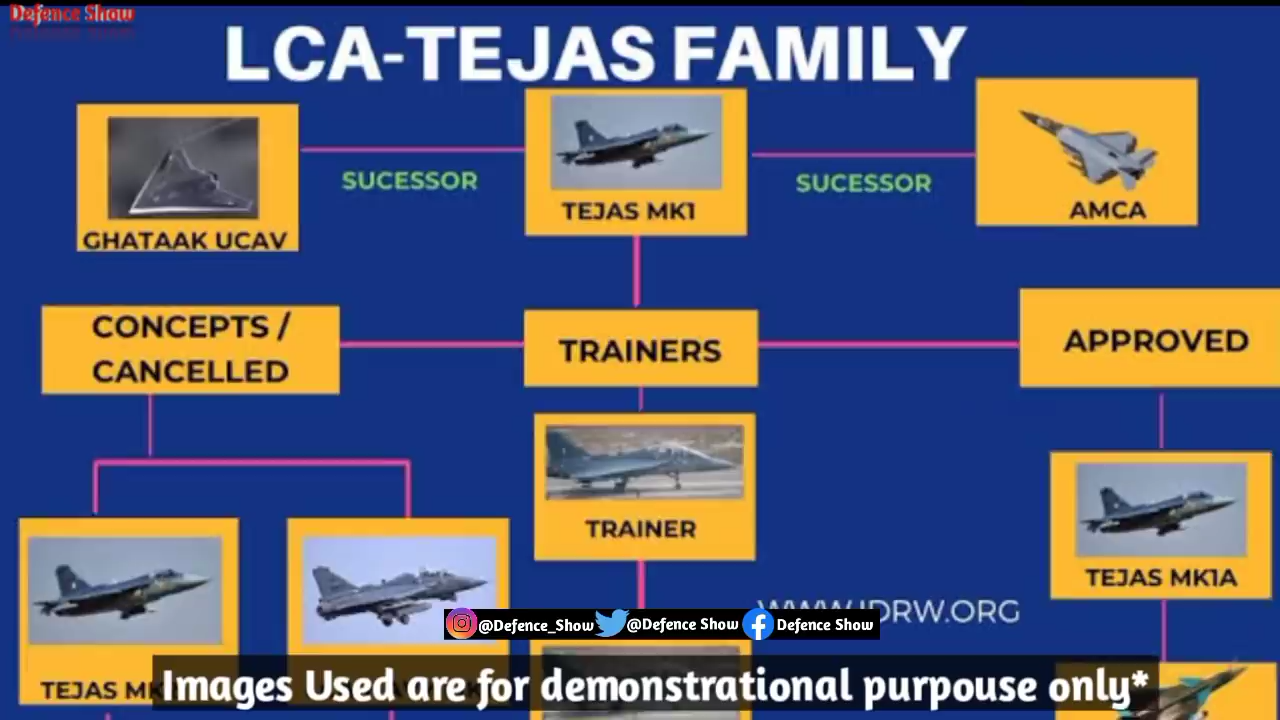 Defence Show
LCA-TEJAS FAMILY
SUCESSOR
SUCESSOR
GHATAAK UCAV
TEJAS MK1
AMCA
CONCEPTS /
CANCELLED
TRAINERS
APPROVED
TRAINER
TEJAS MK1A
WWW.IDRW.ORG
@Defence_Show @Defence Show Defence Show
TEJAS
Images Used are for demonstrational purpouse only*